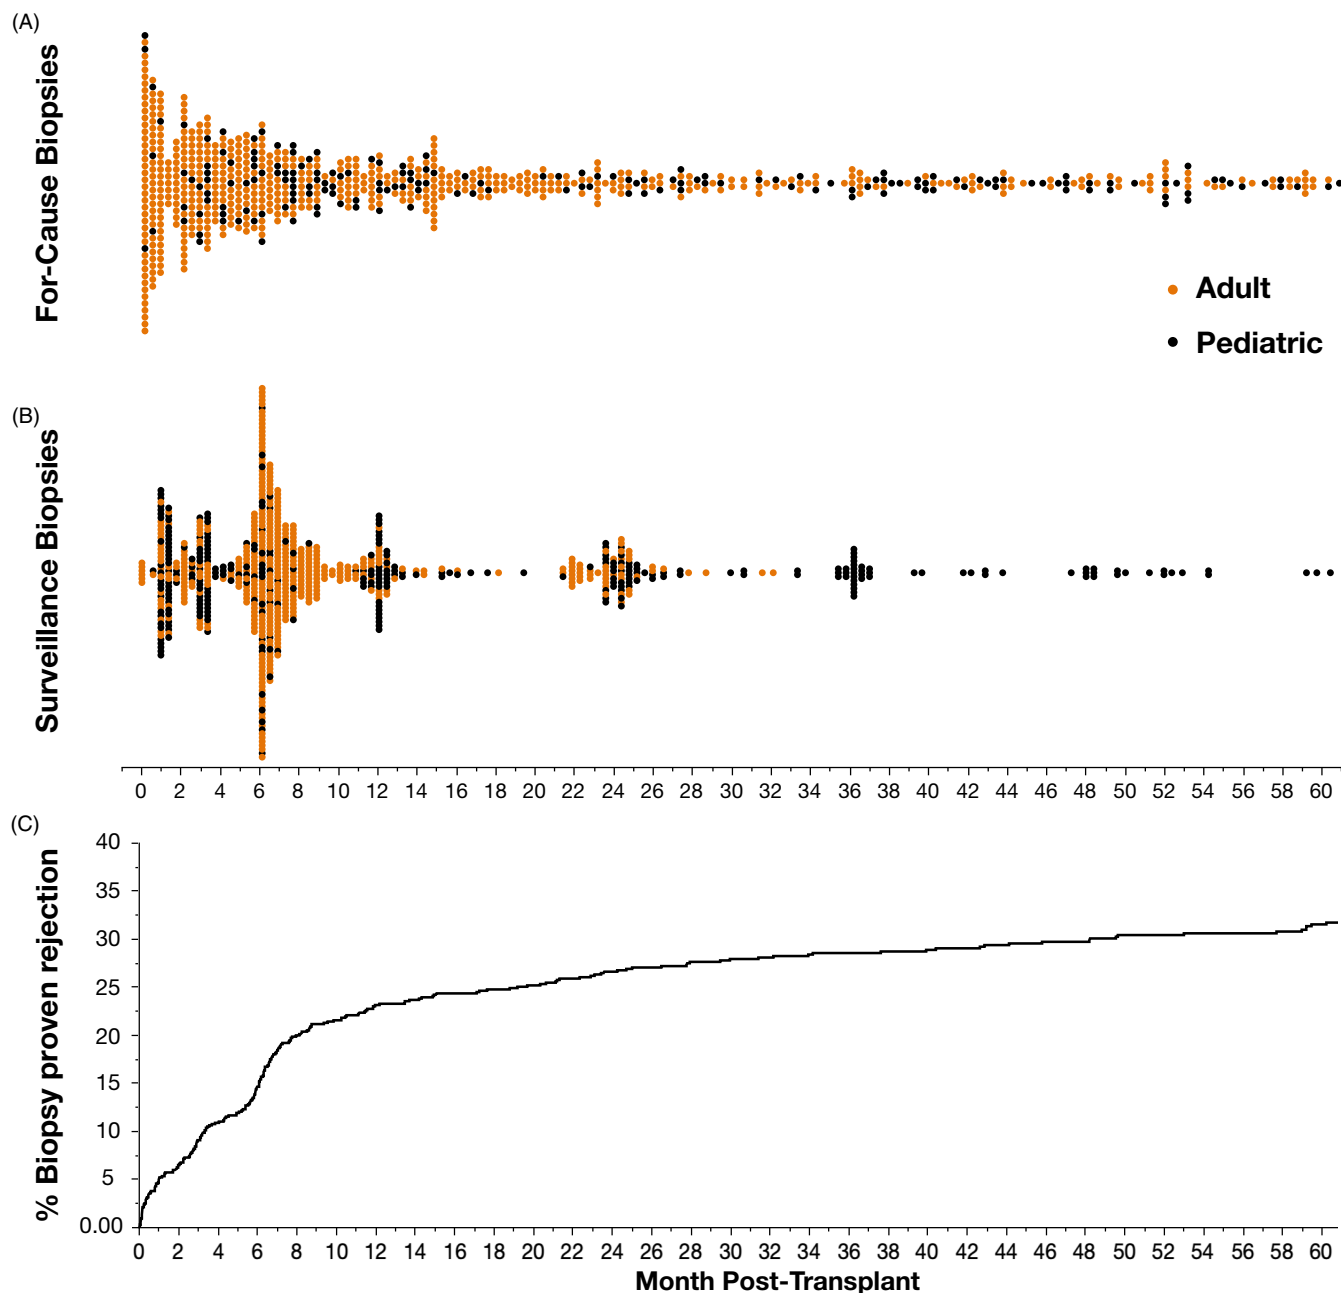 (A)
For-Cause Biopsies
Adult
Pediatric
(B)
Surveillance Biopsies
0 2 4 6 8 10 12 14 16 18 20 22 24 26 28 30 32 34 36 38 40 42 44 46 48 50 52 54 56 58 60
(C)
% Biopsy proven rejection
40
35
30
25
20
15
10
5
0.00
0 2 4 6 8 10 12 14 16 18 20 22 24 26 28 30 32 34 36 38 40 42 44 46 48 50 52 54 56 58 60
Month Post-Transplant